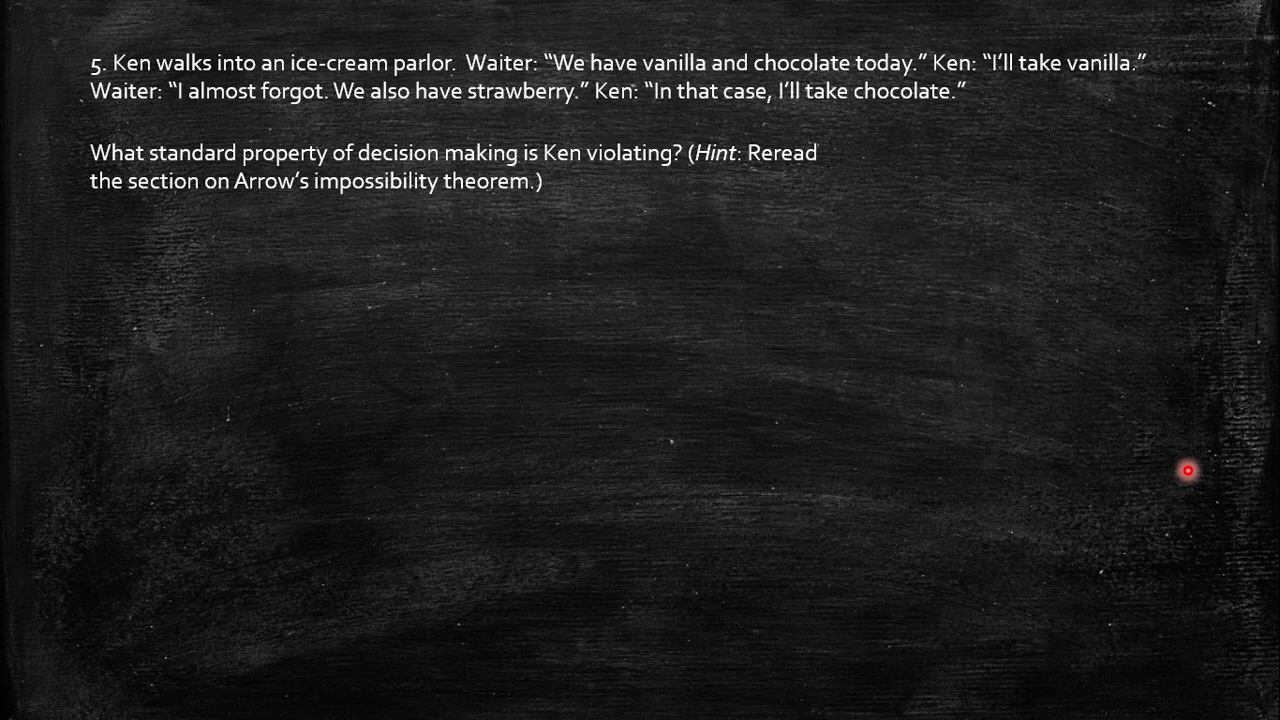 5. Ken walks into an ice-cream parlor.  Waiter: “We have vanilla and chocolate today.” Ken: “I’ll take vanilla.”
Waiter: “I almost forgot. We also have strawberry.” Ken: “In that case, I’ll take chocolate.”
What standard property of decision making is Ken violating? (Hint: Reread
the section on Arrow’s impossibility theorem.)